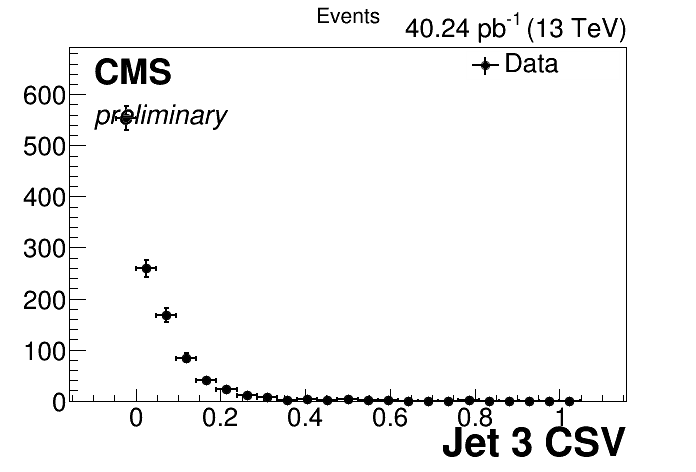 Events
40.24 pb-1 (13 TeV)
CMS
Data
preliminary
600
500
400
300
200
100
0
0 0.2 0.4 0.6 0.8 1
Jet 3 CSV